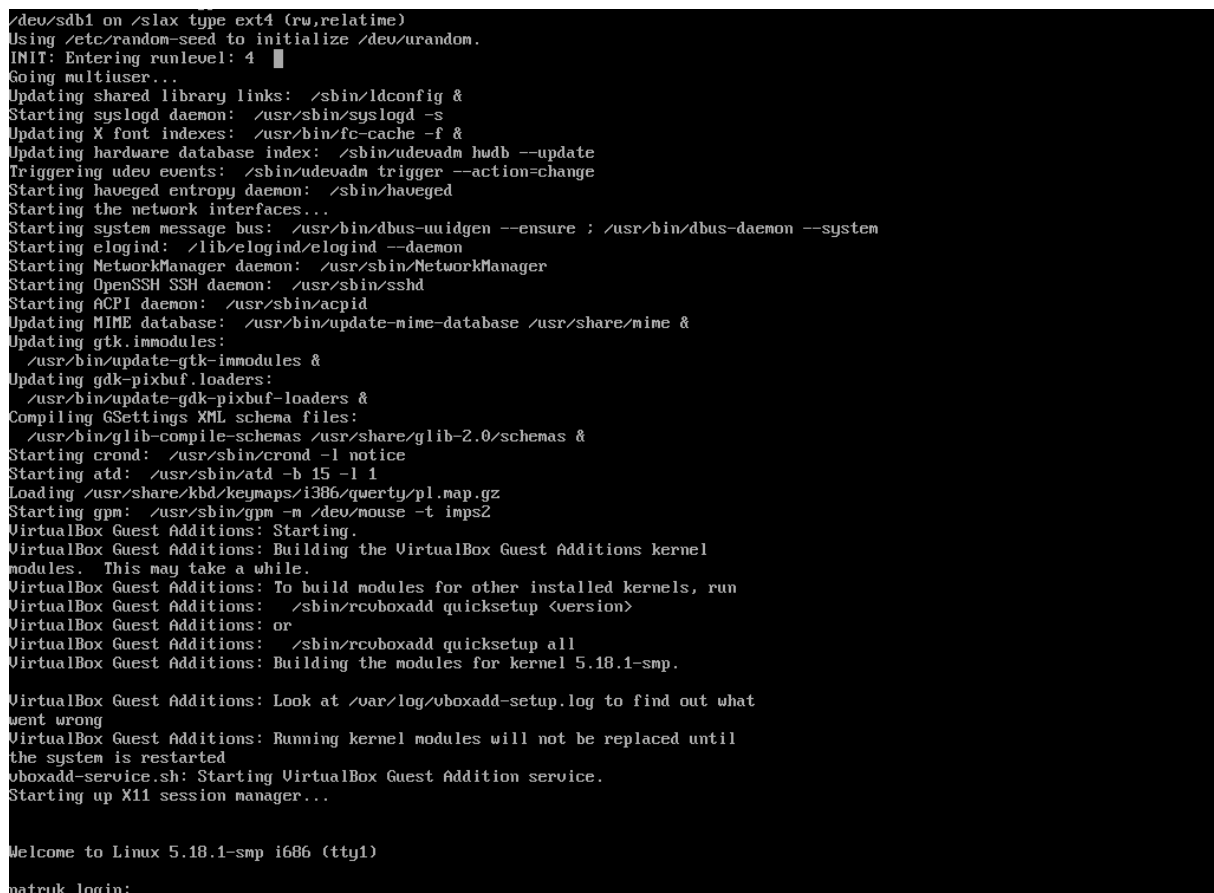 /dev/sdb1 on /slax type ext4 (rw,relatime)
Using /etc/random-seed to initialize /dev/urandom.
INIT: Entering runlevel: 4
Going multiuser...
Updating shared library links:  /sbin/ldconfig &
Starting syslogd daemon:  /usr/sbin/syslogd -s
Updating X font indexes:  /usr/bin/fc-cache -f &
Updating hardware database index:  /sbin/udevadm hwdb --update
Triggering udev events:  /sbin/udevadm trigger --action=change
Starting haveged entropy daemon:  /sbin/haveged
Starting the network interfaces...
Starting system message bus:  /usr/bin/dbus-uuidgen --ensure ; /usr/bin/dbus-daemon --system
Starting elogind:  /lib/elogind/elogind --daemon
Starting NetworkManager daemon:  /usr/sbin/NetworkManager
Starting OpenSSH SSH daemon:  /usr/sbin/sshd
Starting ACPI daemon:  /usr/sbin/acpid
Updating MIME database:  /usr/bin/update-mime-database /usr/share/mime &
Updating gtk.immodules:
  /usr/bin/update-gtk-immodules &
Updating gdk-pixbuf.loaders:
  /usr/bin/update-gdk-pixbuf-loaders &
Compiling GSettings XML schema files:
  /usr/bin/glib-compile-schemas /usr/share/glib-2.0/schemas &
Starting crond:  /usr/sbin/crond -l notice
Starting atd:  /usr/sbin/atd -b 15 -l 1
Loading /usr/share/kbd/keymaps/i386/qwerty/pl.map.gz
Starting gpm:  /usr/sbin/gpm -m /dev/mouse -t imps2
VirtualBox Guest Additions: Starting.
VirtualBox Guest Additions: Building the VirtualBox Guest Additions kernel
modules.  This may take a while.
VirtualBox Guest Additions: To build modules for other installed kernels, run
VirtualBox Guest Additions:   /sbin/rcvboxadd quicksetup <version>
VirtualBox Guest Additions: or
VirtualBox Guest Additions:   /sbin/rcvboxadd quicksetup all
VirtualBox Guest Additions: Building the modules for kernel 5.18.1-smp.
VirtualBox Guest Additions: Look at /var/log/vboxadd-setup.log to find out what
went wrong
VirtualBox Guest Additions: Running kernel modules will not be replaced until
the system is restarted
vboxadd-service.sh: Starting VirtualBox Guest Addition service.
Starting up X11 session manager...
Welcome to Linux 5.18.1-smp i686 (tty1)
patryk login: